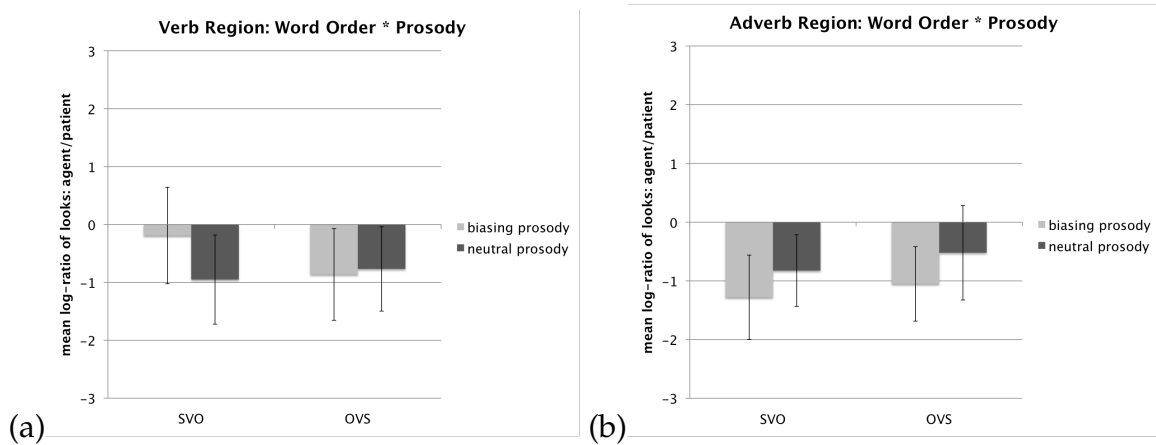 Verb Region: Word Order * Prosody
mean log-ratio of looks: agent/patient
3
2
1
0
-1
-2
-3
SVO
OVS
biasing prosody
neutral prosody
(a)
Adverb Region: Word Order * Prosody
mean log-ratio of looks: agent/patient
3
2
1
0
-1
-2
-3
SVO
OVS
biasing prosody
neutral prosody
(b)